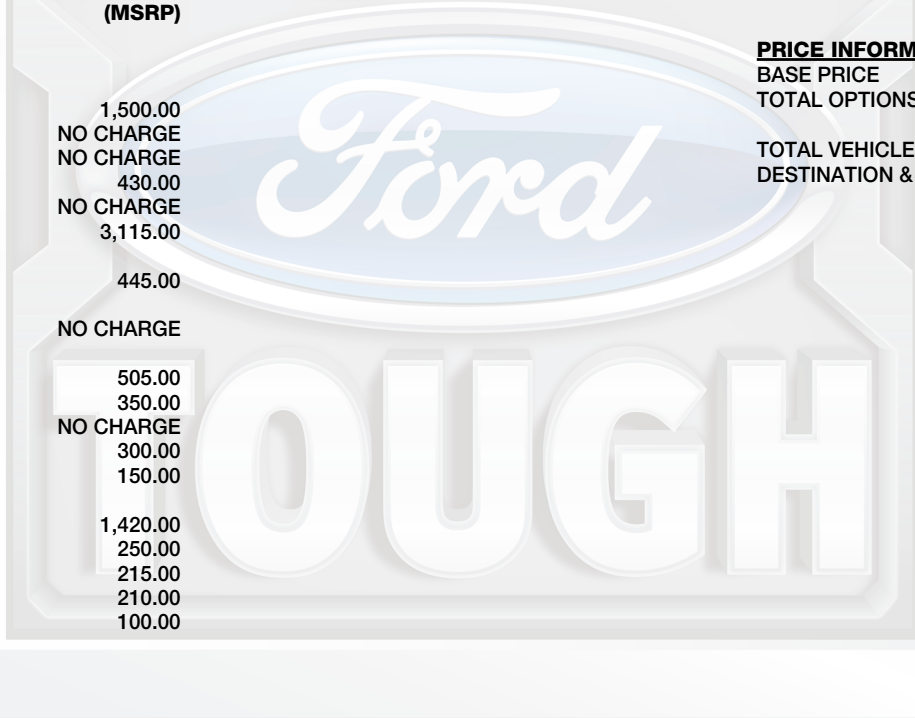 (MSRP)
1,500.00
NO CHARGE
NO CHARGE
430.00
NO CHARGE
3,115.00
445.00
NO CHARGE
505.00
350.00
NO CHARGE
300.00
150.00
1,420.00
250.00
215.00
210.00
100.00
PRICE INFORM
BASE PRICE
TOTAL OPTIONS
TOTAL VEHICLE
DESTINATION &
Ford
TOUGH